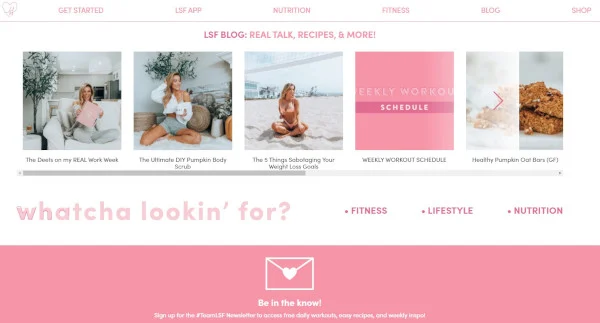 GET STARTED LSF APP NUTRITION FITNESS BLOG SHOP
LSF BLOG: REAL TALK, RECIPES, & MORE!
WEEKLY WORKOUT
SCHEDULE
The Deets on my REAL Work Week
The Ultimate DIY Pumpkin Body
Scrub
The 5 Things Sabotaging Your
Weight Loss Goals
WEEKLY WORKOUT SCHEDULE
Healthy Pumpkin Oat Bars (GF)
whatcha lookin' for?
• FITNESS • LIFESTYLE • NUTRITION
Be in the know!
Sign up for the #TeamLSF Newsletter to access free daily workouts, easy recipes, and weekly inspo!